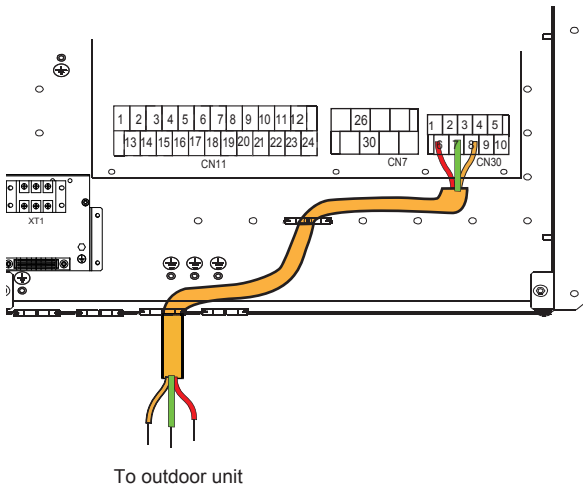 1 2 3 4 5 6 7 8 9 10 11 12
13 14 15 16 17 18 19 20 21 22 23 24
CN11
26
30
CN7
1 2 3 4 5
6 7 8 9 10
CN30
XT1
To outdoor unit